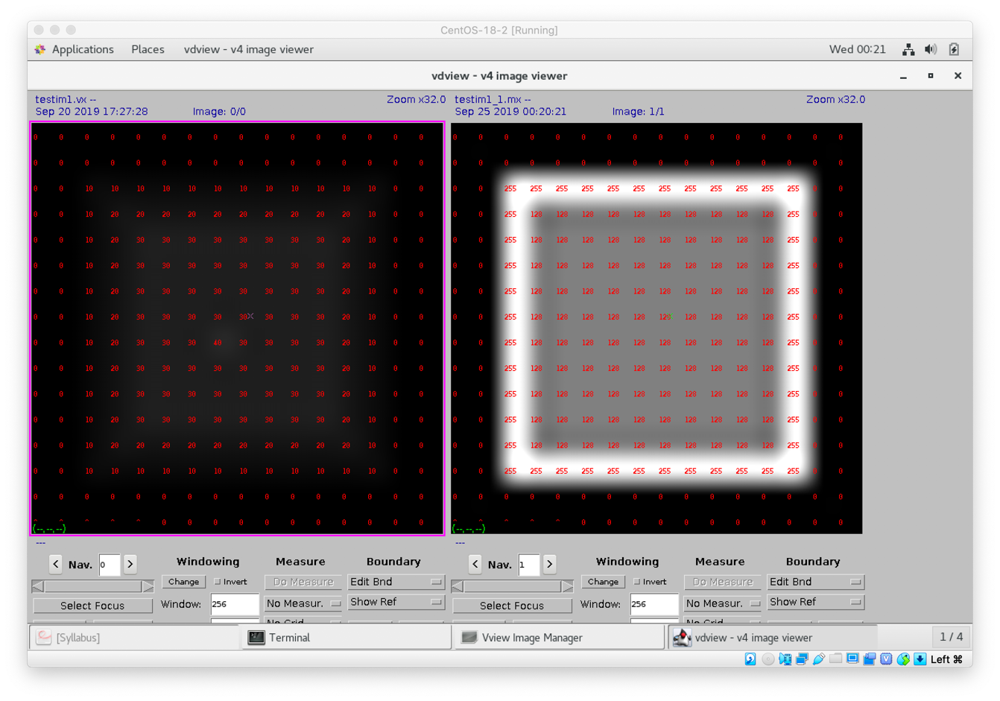 CentOS-18-2 [Running]
Applications Places vdview - v4 image viewer Wed 00:21
vdview - v4 image viewer
testim1.vx -- Zoom x32.0
Sep 20 2019 17:27:28 Image: 0/0
0 0 0 0 0 0 0 0 0 0 0 0 0 0 0 0
0 0 0 0 0 0 0 0 0 0 0 0 0 0 0 0
0 0 10 10 10 10 10 10 10 10 10 10 10 10 0 0
0 0 10 20 20 20 20 20 20 20 20 20 20 10 0 0
0 0 10 20 30 30 30 30 30 30 30 30 20 10 0 0
0 0 10 20 30 30 30 30 30 30 30 30 20 10 0 0
0 0 10 20 30 30 30 30 30 30 30 30 20 10 0 0
0 0 10 20 30 30 30 30 30 30 30 30 20 10 0 0
0 0 10 20 30 30 30 40 30 30 30 30 20 10 0 0
0 0 10 20 30 30 30 30 30 30 30 30 20 10 0 0
0 0 10 20 30 30 30 30 30 30 30 30 20 10 0 0
0 0 10 20 30 30 30 30 30 30 30 30 20 10 0 0
0 0 10 20 20 20 20 20 20 20 20 20 20 10 0 0
0 0 10 10 10 10 10 10 10 10 10 10 10 10 0 0
0 0 0 0 0 0 0 0 0 0 0 0 0 0 0 0
0 0 0 0 0 0 0 0 0 0 0
(--,--,--)
---
testim1_1.mx -- Zoom x32.0
Sep 25 2019 00:20:21 Image: 1/1
0 0 0 0 0 0 0 0 0 0 0 0 0 0 0 0
0 0 0 0 0 0 0 0 0 0 0 0 0 0 0 0
0 0 255 255 255 255 255 255 255 255 255 255 255 255 0 0
0 0 255 128 128 128 128 128 128 128 128 128 128 255 0 0
0 0 255 128 128 128 128 128 128 128 128 128 128 255 0 0
0 0 255 128 128 128 128 128 128 128 128 128 128 255 0 0
0 0 255 128 128 128 128 128 128 128 128 128 128 255 0 0
0 0 255 128 128 128 128 128 128 128 128 128 128 255 0 0
0 0 255 128 128 128 128 128 128 128 128 128 128 255 0 0
0 0 255 128 128 128 128 128 128 128 128 128 128 255 0 0
0 0 255 128 128 128 128 128 128 128 128 128 128 255 0 0
0 0 255 128 128 128 128 128 128 128 128 128 128 255 0 0
0 0 255 128 128 128 128 128 128 128 128 128 128 255 0 0
0 0 255 255 255 255 255 255 255 255 255 255 255 255 0 0
0 0 0 0 0 0 0 0 0 0 0 0 0 0 0 0
0 0 0 0 0 0 0 0 0 0 0
(--,--,--)
---
< Nav. 0 > Windowing Measure Boundary
Change Invert Do Measure Edit Bnd
Select Focus Window: 256 No Measur. Show Ref
No Grid
< Nav. 1 > Windowing Measure Boundary
Change Invert Do Measure Edit Bnd
Select Focus Window: 256 No Measur. Show Ref
No Grid
[Syllabus] Terminal Vview Image Manager vdview - v4 image viewer 1 / 4
Left ⌘